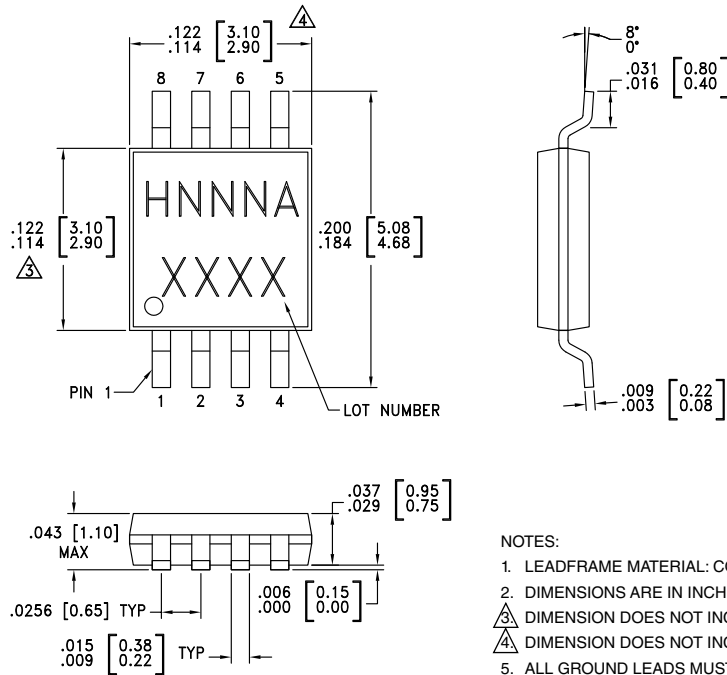 .122 [3.10]
.114 [2.90]
4
8 7 6 5
HNNNA
XXXX
.122 [3.10]
.114 [2.90]
3
.200 [5.08]
.184 [4.68]
PIN 1
1 2 3 4
LOT NUMBER
8°
0°
.031 [0.80]
.016 [0.40]
.009 [0.22]
.003 [0.08]
.037 [0.95]
.029 [0.75]
.043 [1.10]
MAX
.0256 [0.65] TYP
.006 [0.15]
.000 [0.00]
.015 [0.38]
.009 [0.22]
TYP
NOTES:
1. LEADFRAME MATERIAL:
2. DIMENSIONS ARE IN INCH
3. DIMENSION DOES NOT
4. DIMENSION DOES NOT
5. ALL GROUND LEADS